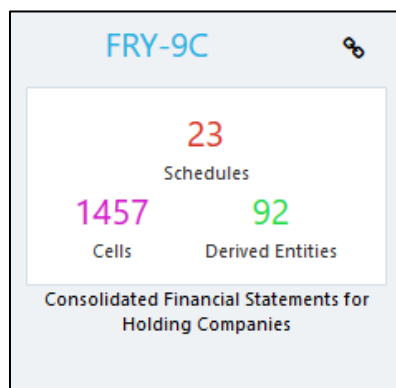 FRY-9C
23
Schedules
1457 92
Cells Derived Entities
Consolidated Financial Statements for
Holding Companies